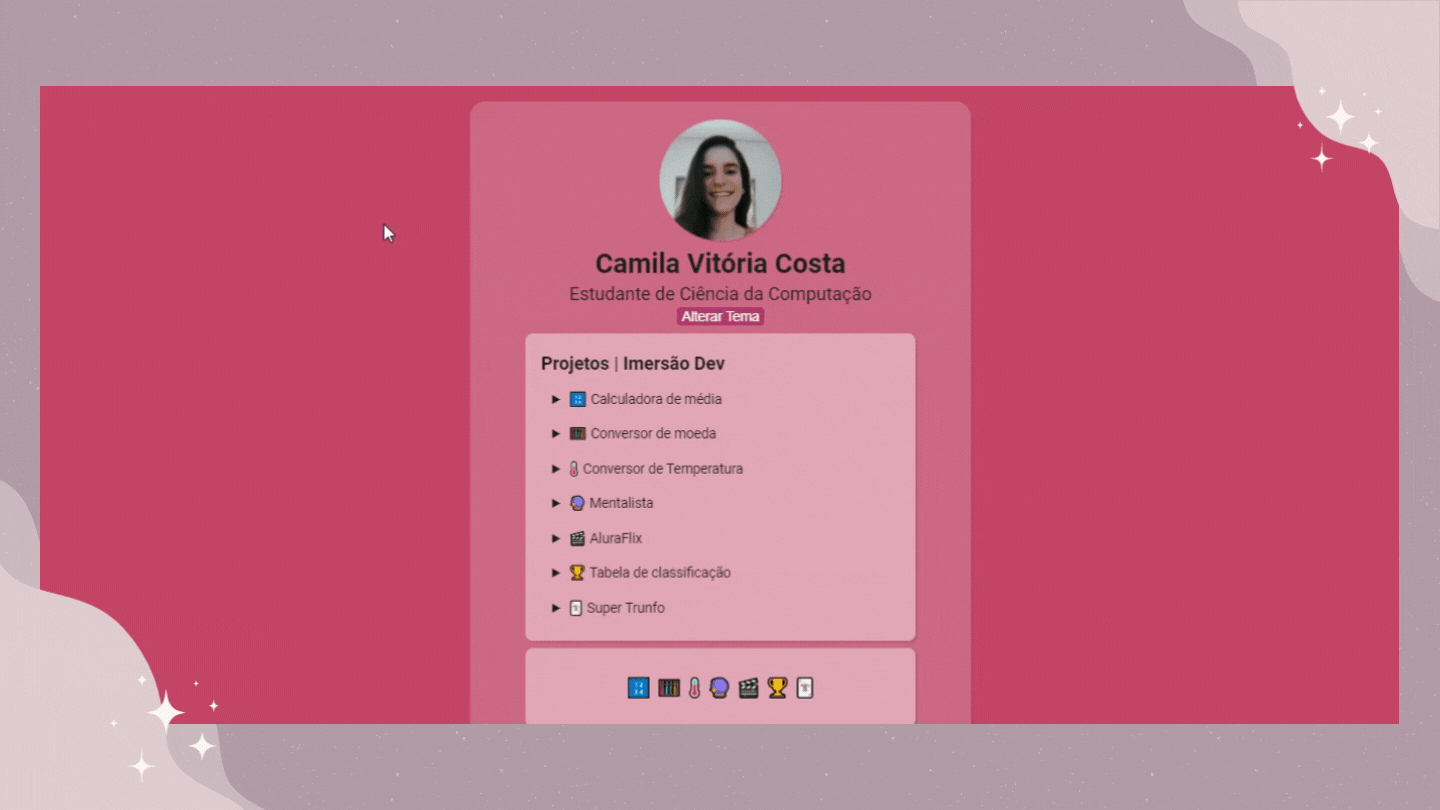 Camila Vitória Costa
Estudante de Ciência da Computação
Alterar Tema
Projetos | Imersão Dev
Calculadora de média
Conversor de moeda
Conversor de Temperatura
Mentalista
AluraFlix
Tabela de classificação
Super Trunfo